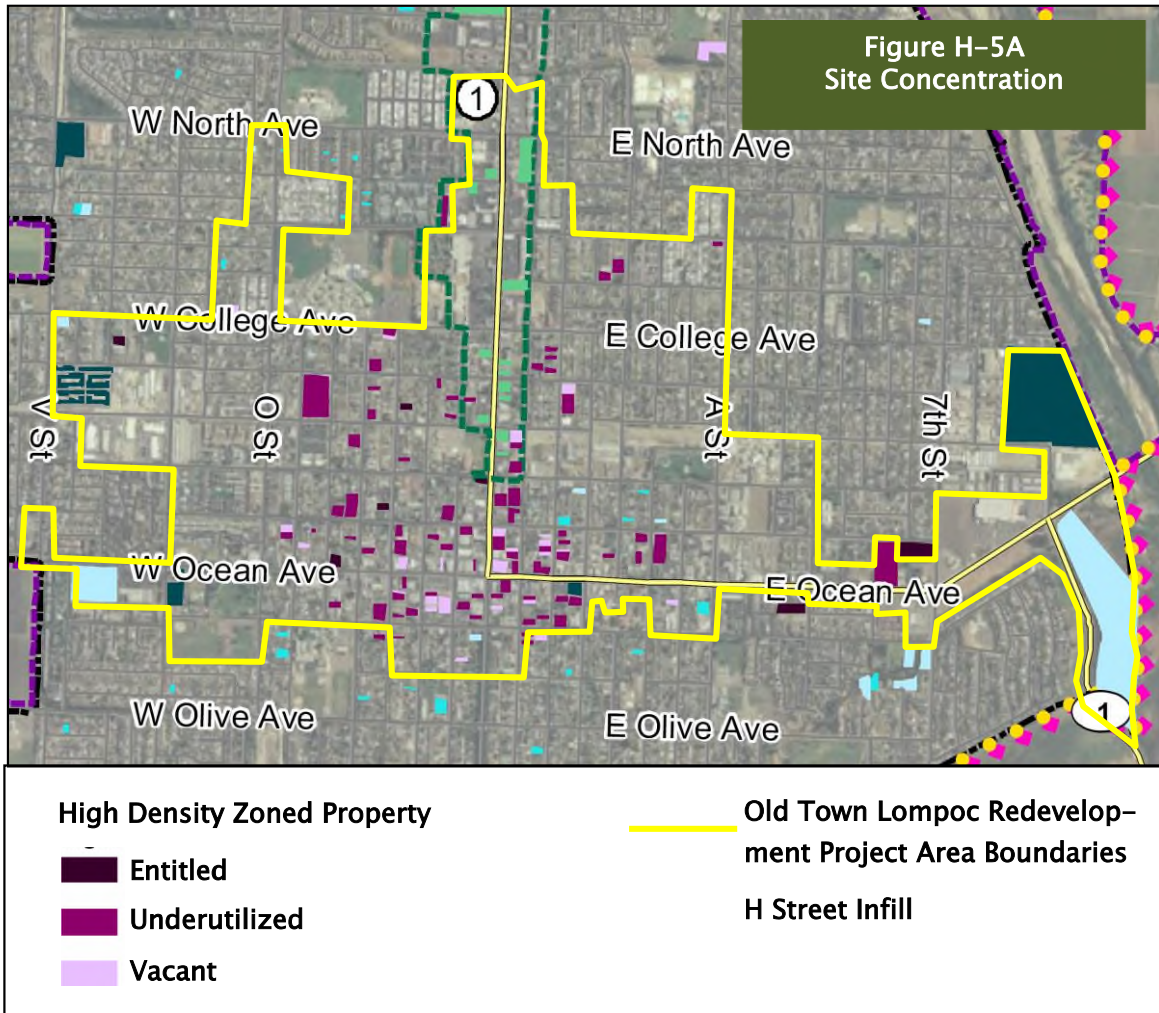 Figure H-5A
Site Concentration
1
W North Ave
E North Ave
W College Ave
E College Ave
V St
O St
A St
7th St
W Ocean Ave
E Ocean Ave
W Olive Ave
E Olive Ave
1
High Density Zoned Property
Entitled
Underutilized
Vacant
Old Town Lompoc Redevelop-
ment Project Area Boundaries
H Street Infill